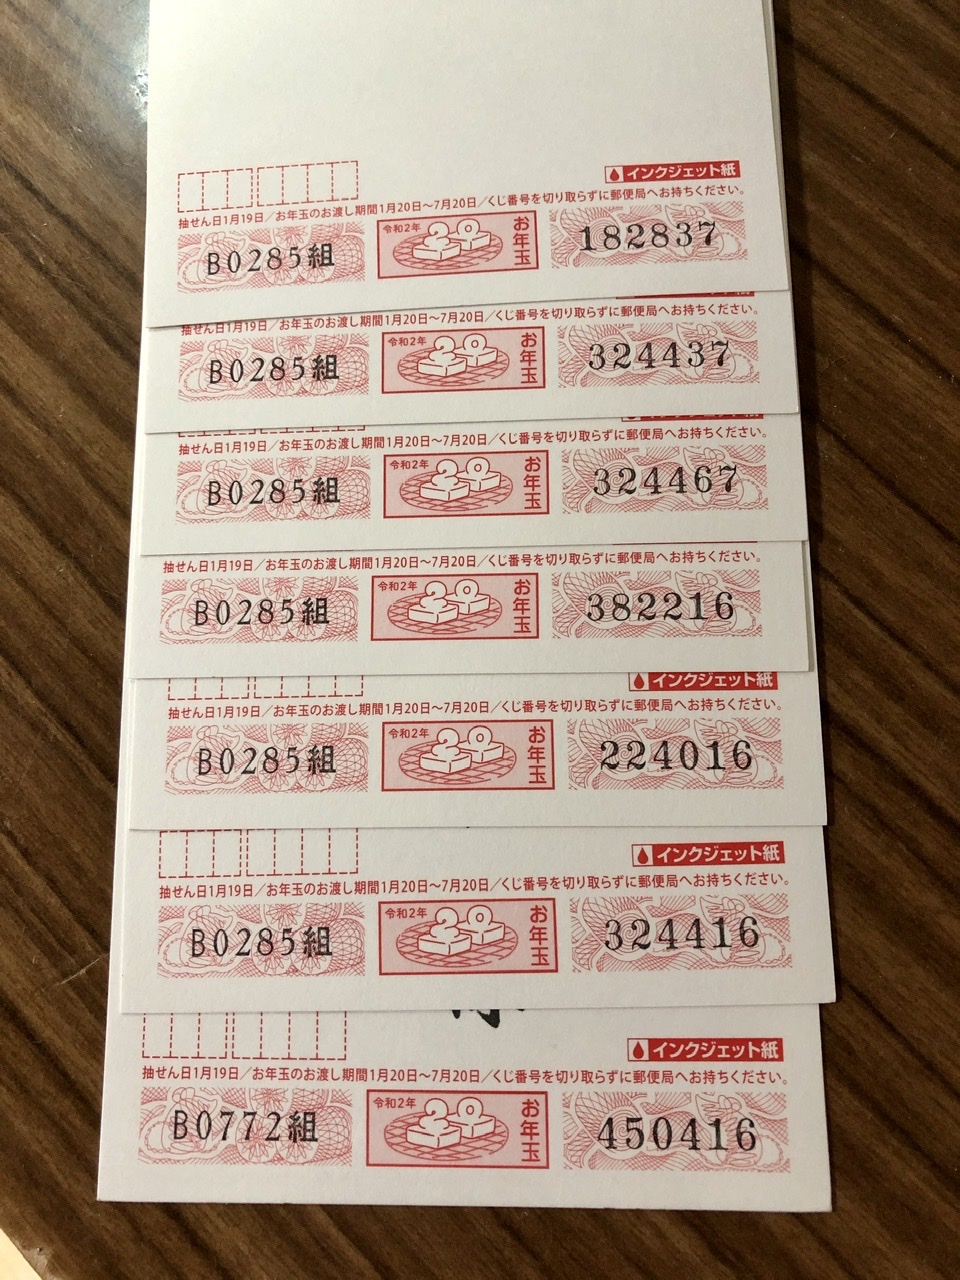 インクジェット紙
抽せん日1月19日/お年玉のお渡し期間1月20日~7月20日/くじ番号を切り取らずに郵便局へお持ちください。
B0285組 令和2年 20 お年玉 182837
抽せん日1月19日/お年玉のお渡し期間1月20日~7月20日/くじ番号を切り取らずに郵便局へお持ちください。
B0285組 令和2年 20 お年玉 324437
抽せん日1月19日/お年玉のお渡し期間1月20日~7月20日/くじ番号を切り取らずに郵便局へお持ちください。
B0285組 令和2年 20 お年玉 324467
抽せん日1月19日/お年玉のお渡し期間1月20日~7月20日/くじ番号を切り取らずに郵便局へお持ちください。
B0285組 令和2年 20 お年玉 382216
インクジェット紙
抽せん日1月19日/お年玉のお渡し期間1月20日~7月20日/くじ番号を切り取らずに郵便局へお持ちください。
B0285組 令和2年 20 お年玉 224016
インクジェット紙
抽せん日1月19日/お年玉のお渡し期間1月20日~7月20日/くじ番号を切り取らずに郵便局へお持ちください。
B0285組 令和2年 20 お年玉 324416
インクジェット紙
抽せん日1月19日/お年玉のお渡し期間1月20日~7月20日/くじ番号を切り取らずに郵便局へお持ちください。
B0772組 令和2年 20 お年玉 450416